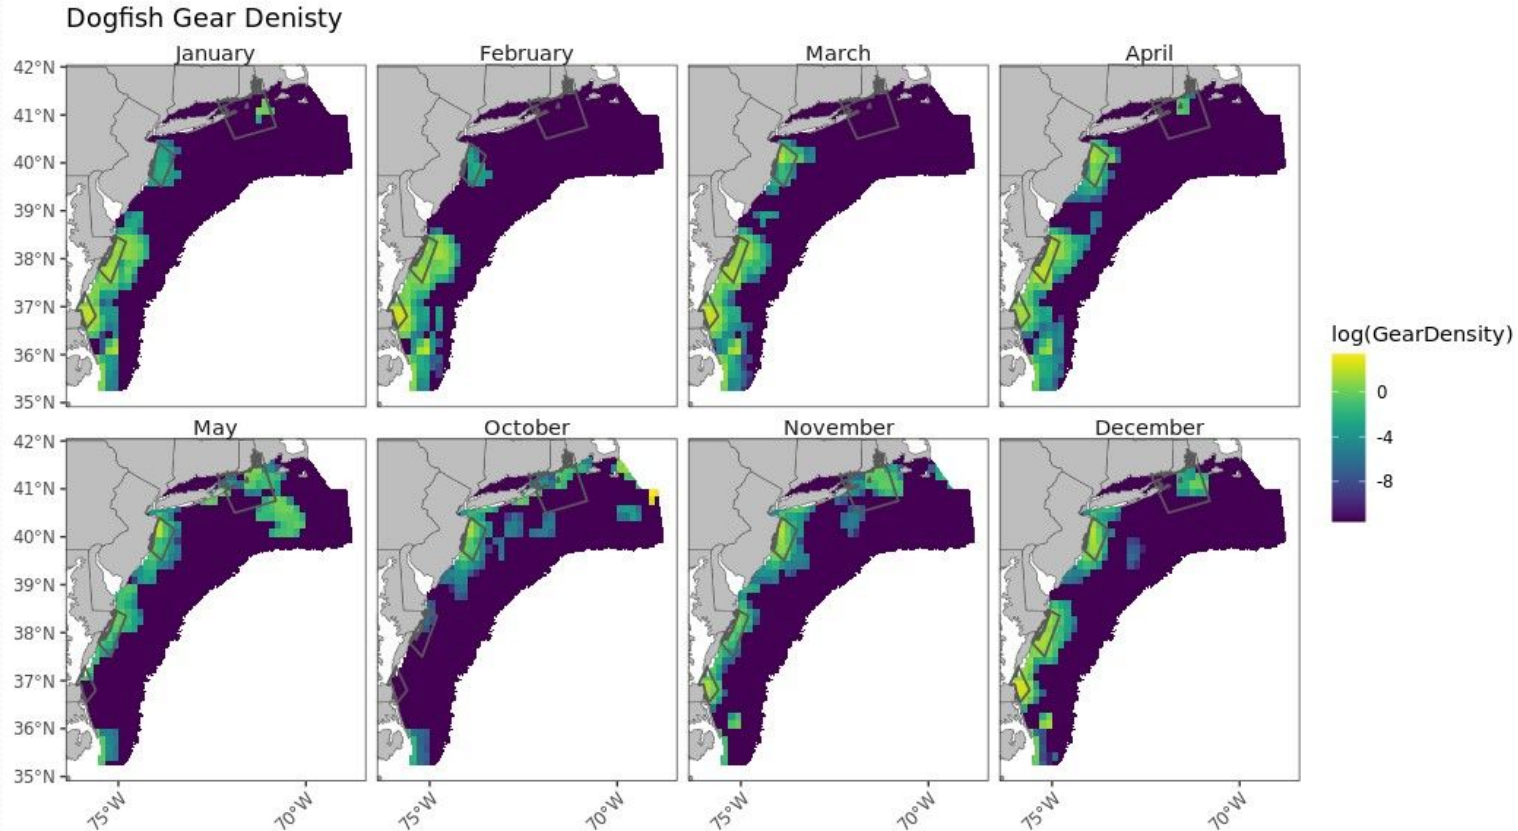 Dogfish Gear Denisty
January
February
March
April
42°N
41°N
40°N
39°N
38°N
37°N
36°N
35°N
log(GearDensity)
0
-4
-8
May
October
November
December
42°N
41°N
40°N
39°N
38°N
37°N
36°N
35°N
75°W
70°W
75°W
70°W
75°W
70°W
75°W
70°W